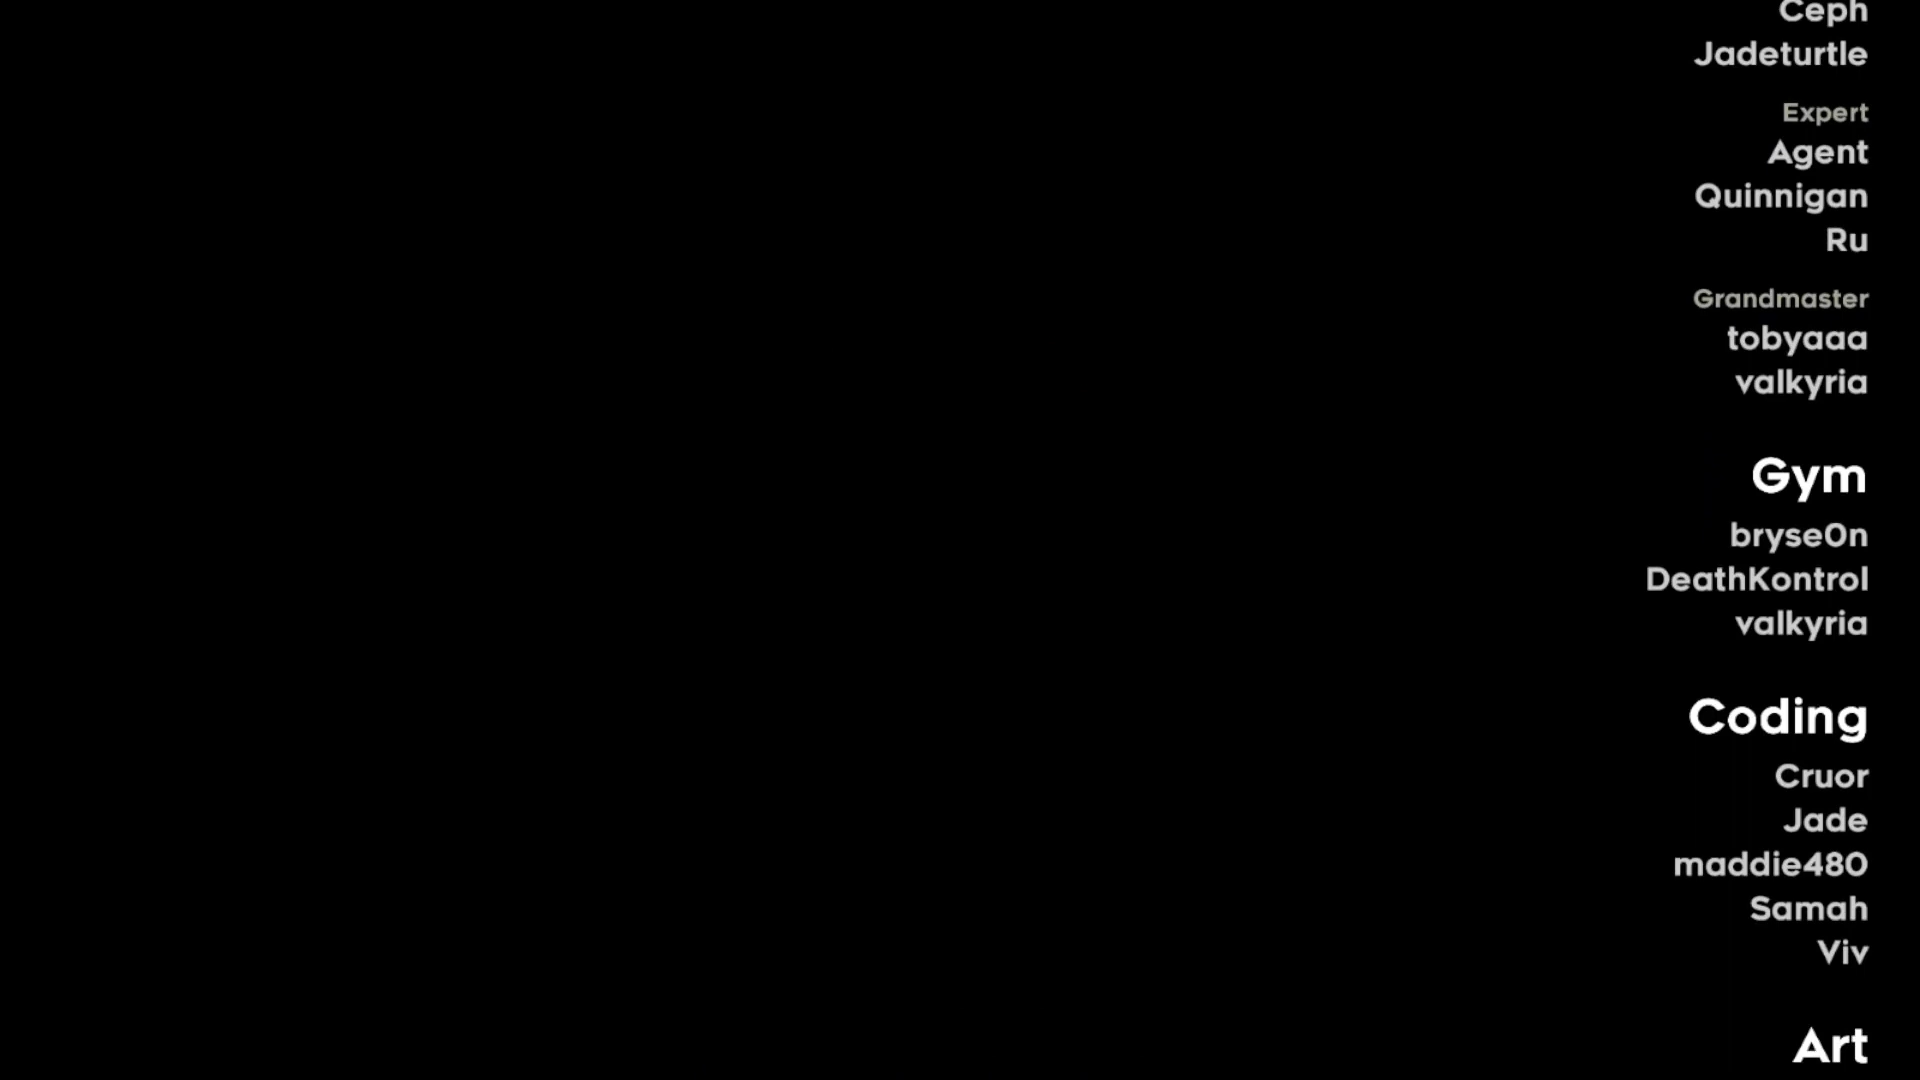 Ceph
Jadeturtle
Expert
Agent
Quinnigan
Ru
Grandmaster
tobyaaa
valkyria
Gym
bryse0n
DeathKontrol
valkyria
Coding
Cruor
Jade
maddie480
Samah
Viv
Art